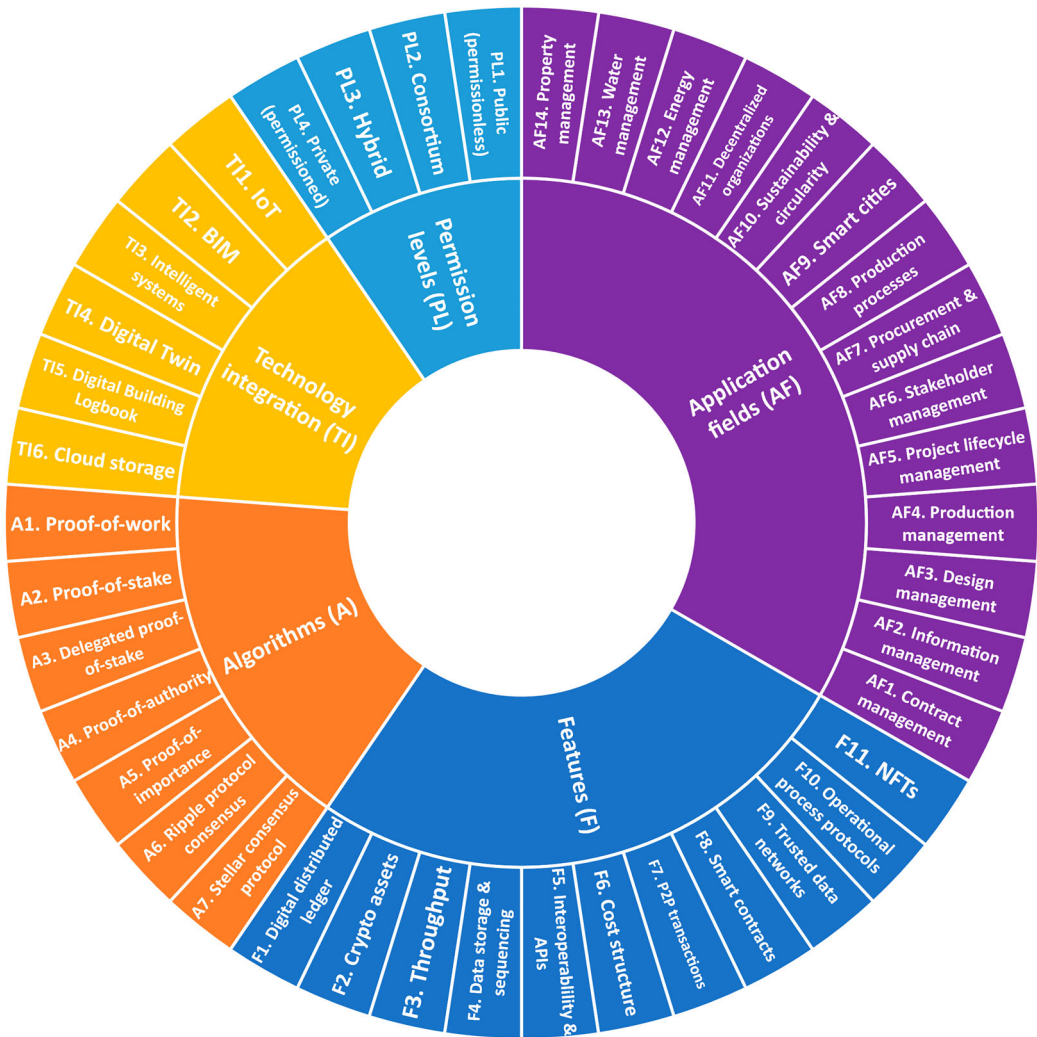 Application
fields (AF)
AF14. Property
management
AF13. Water
management
AF12. Energy
management
AF11. Decentralized
organizations
AF10. Sustainability &
circularity
AF9. Smart cities
AF8. Production
processes
AF7. Procurement &
supply chain
AF6. Stakeholder
management
AF5. Project lifecycle
management
AF4. Production
management
AF3. Design
management
AF2. Information
management
AF1. Contract
management
Features (F)
F11. NFTs
F10. Operational
process protocols
F9. Trusted data
networks
F8. Smart contracts
F7. P2P transactions
F6. Cost structure
F5. Interoperablility &
APIs
F4. Data storage &
sequencing
F3. Throughput
F2. Crypto assets
F1. Digital distributed
ledger
Algorithms (A)
A7. Stellar consensus
protocol
A6. Ripple protocol
consensus
A5. Proof-of-
importance
A4. Proof-of-authority
A3. Delegated proof-
of-stake
A2. Proof-of-stake
A1. Proof-of-work
Technology
integration (TI)
TI6. Cloud storage
TI5. Digital Building
Logbook
TI4. Digital Twin
TI3. Intelligent
systems
TI2. BIM
TI1. IoT
Permission
levels (PL)
PL4. Private
(permissioned)
PL3. Hybrid
PL2. Consortium
PL1. Public
(permissionless)